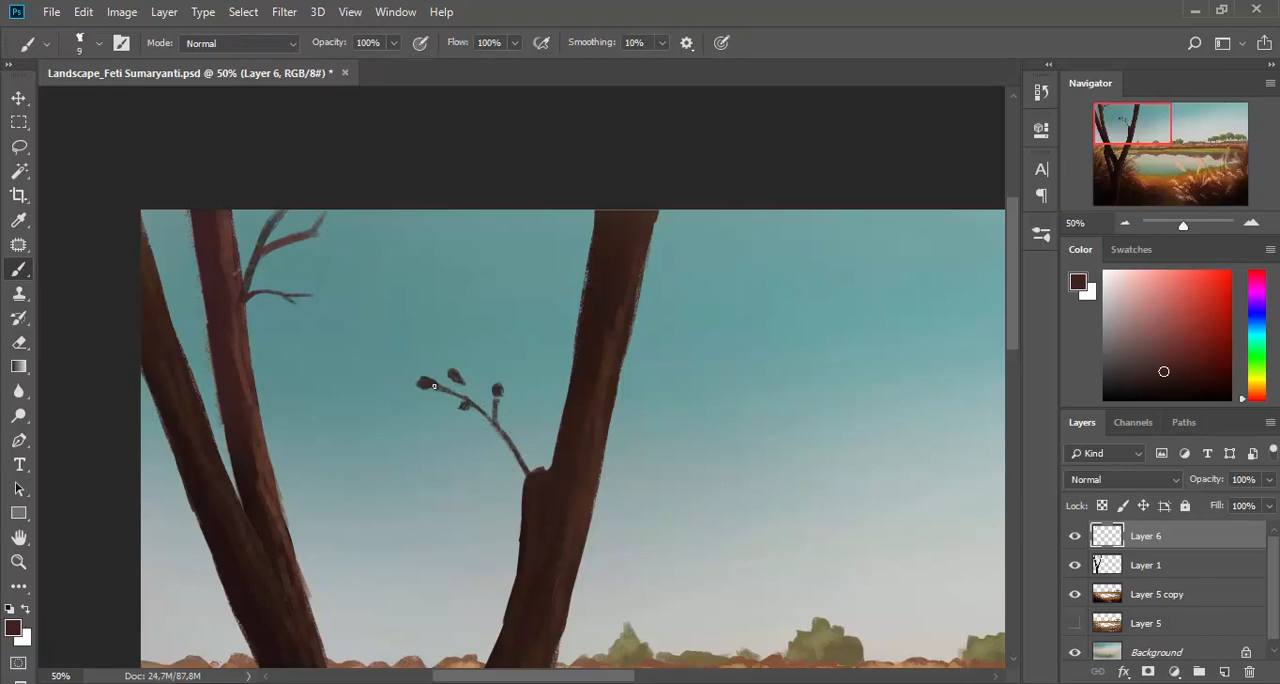 Ps File Edit Image Layer Type Select Filter 3D View Window Help
9 Mode: Normal Opacity: 100% Flow: 100% Smoothing: 10%
Landscape_Feti Sumaryanti.psd @ 50% (Layer 6, RGB/8#) *
Navigator
50%
Color Swatches
Layers Channels Paths
Kind
Normal Opacity: 100%
Lock: Fill: 100%
Layer 6
Layer 1
Layer 5 copy
Layer 5
Background
50% Doc: 24,7M/87,8M